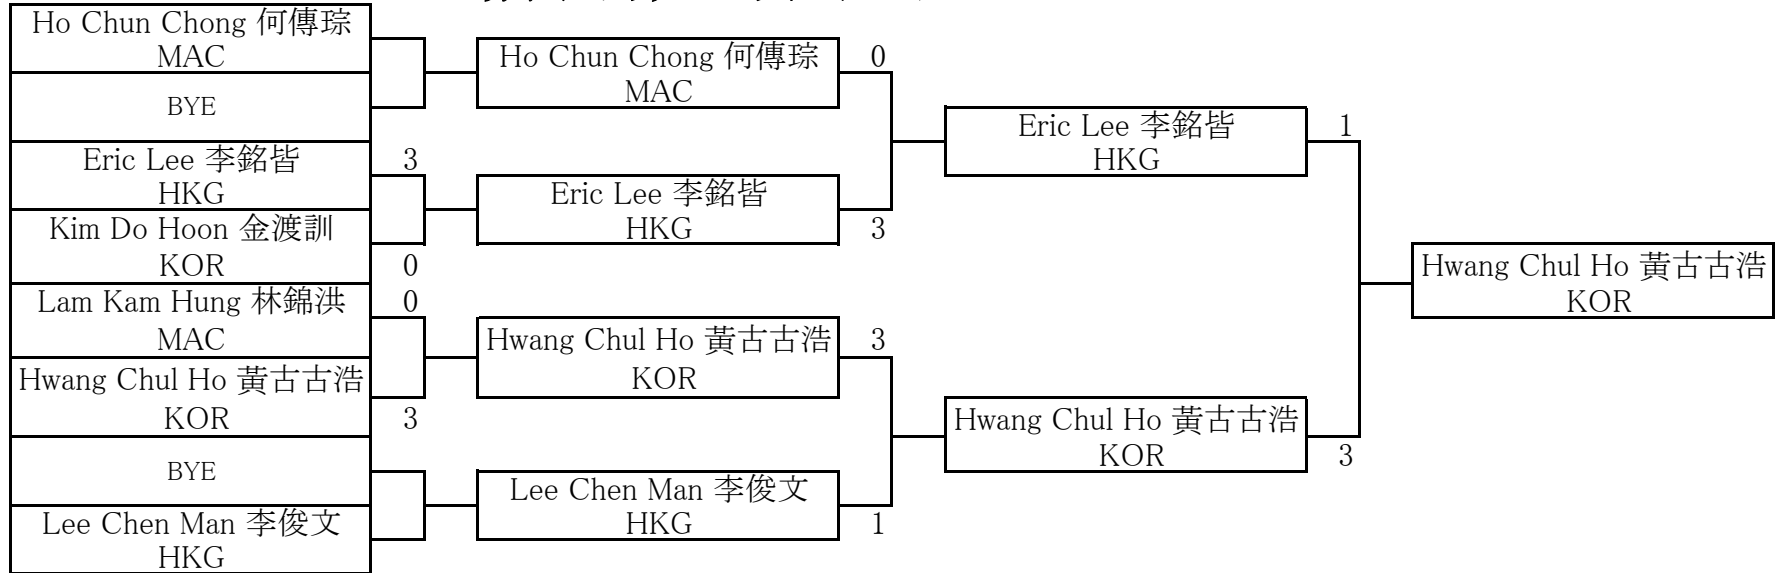 Ho Chun Chong 何傳琮
MAC
BYE
Eric Lee 李銘皆
HKG
3
Kim Do Hoon 金渡訓
KOR
0
Lam Kam Hung 林錦洪
MAC
0
Hwang Chul Ho 黃古古浩
KOR
3
BYE
Lee Chen Man 李俊文
HKG
Ho Chun Chong 何傳琮
MAC
0
Eric Lee 李銘皆
HKG
3
Hwang Chul Ho 黃古古浩
KOR
3
Lee Chen Man 李俊文
HKG
1
Eric Lee 李銘皆
HKG
1
Hwang Chul Ho 黃古古浩
KOR
3
Hwang Chul Ho 黃古古浩
KOR